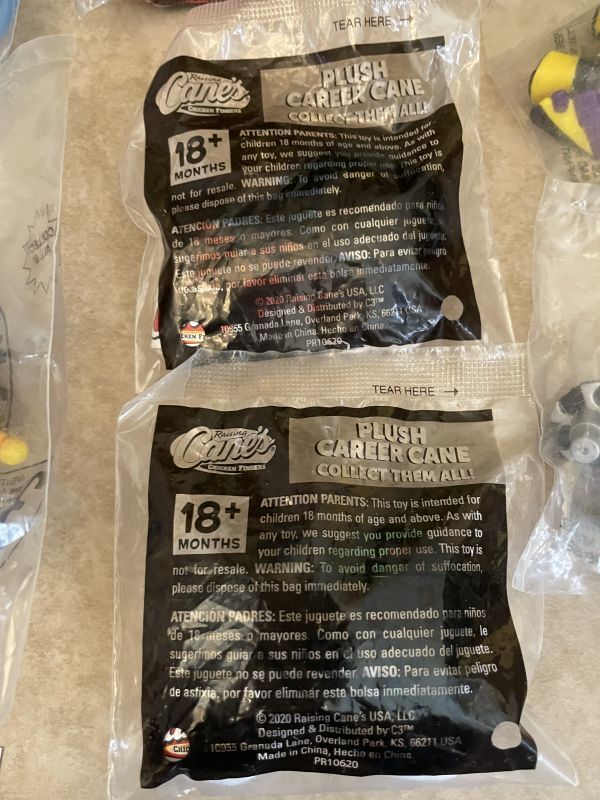 TEAR HERE →
Raising
Cane's
CHICKEN FINGERS
PLUSH
CAREER CANE
COLLECT THEM ALL!
18+
MONTHS
ATTENTION PARENTS: This toy is intended for
children 18 months of age and above. As with
any toy, we suggest you provide guidance to
your children regarding proper use. This toy is
not for resale. WARNING: To avoid danger of suffocation,
please dispose of this bag immediately.
ATENCIÓN PADRES: Este juguete es recomendado para niños
de 18 meses o mayores. Como con cualquier juguete,
sugerimos guiar a sus niños en el uso adecuado del juguete.
Este juguete no se puede revender. AVISO: Para evitar peligro
de asfixia, por favor eliminar esta bolsa inmediatamente.
© 2020 Raising Cane's USA, LLC
Designed & Distributed by C3™
10955 Granada Lane, Overland Park, KS, 66211 USA
Made in China. Hecho en China.
PR10620
TEAR HERE →
Raising
Cane's
CHICKEN FINGERS
PLUSH
CAREER CANE
COLLECT THEM ALL!
18+
MONTHS
ATTENTION PARENTS: This toy is intended for
children 18 months of age and above. As with
any toy, we suggest you provide guidance to
your children regarding proper use. This toy is
not for resale. WARNING: To avoid danger of suffocation,
please dispose of this bag immediately.
ATENCIÓN PADRES: Este juguete es recomendado para niños
de 18 meses o mayores. Como con cualquier juguete, le
sugerimos guiar a sus niños en el uso adecuado del juguete.
Este juguete no se puede revender. AVISO: Para evitar peligro
de asfixia, por favor eliminar esta bolsa inmediatamente.
© 2020 Raising Cane's USA, LLC
Designed & Distributed by C3™
10955 Granada Lane, Overland Park, KS, 66211 USA
Made in China, Hecho en China.
PR10620